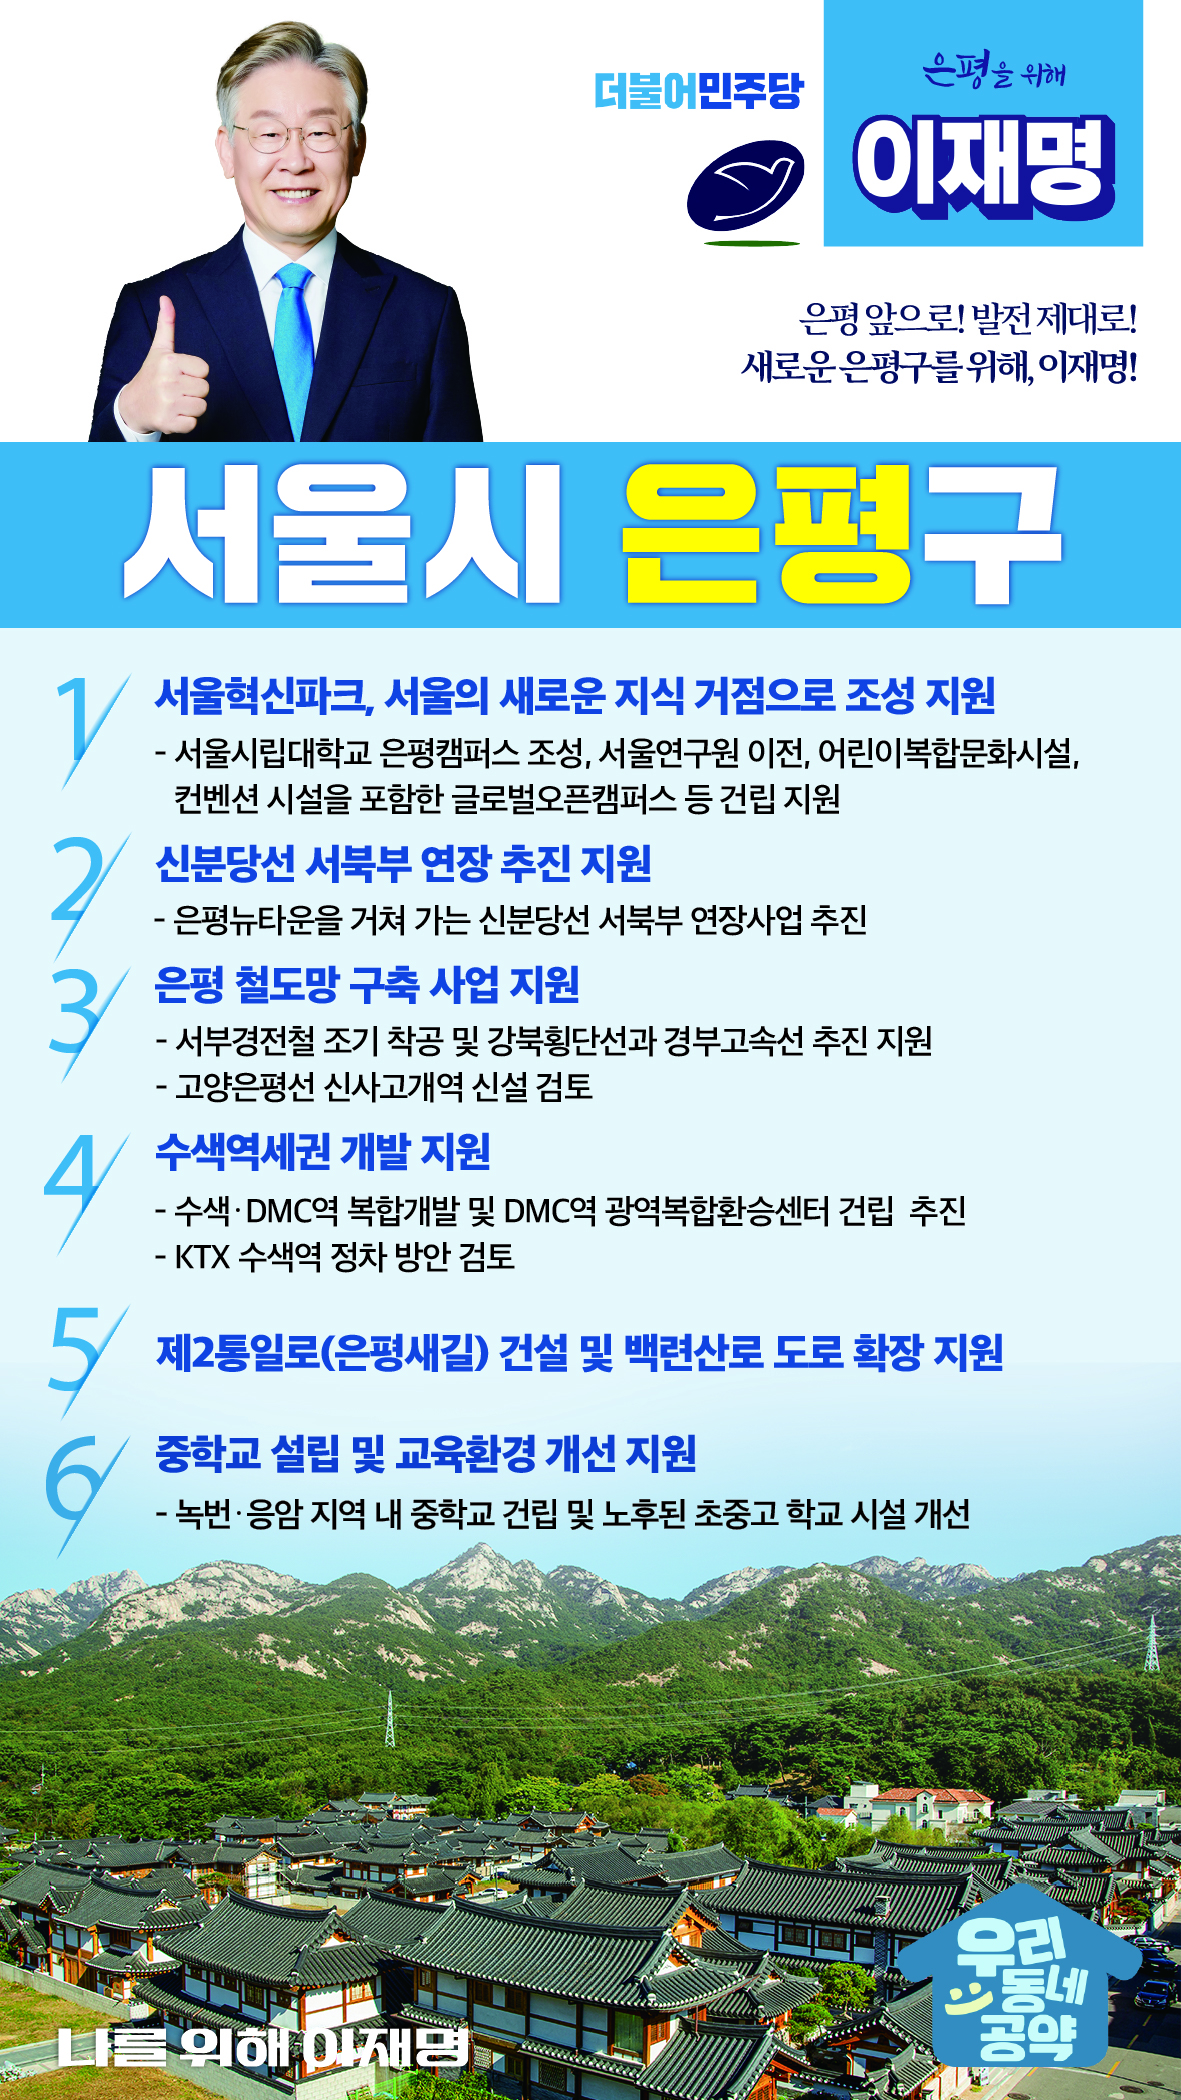 더불어민주당
은평을 위해
이재명
은평 앞으로! 발전 제대로!
새로운 은평구를 위해, 이재명!
서울시 은평구
1 서울혁신파크, 서울의 새로운 지식 거점으로 조성 지원
- 서울시립대학교 은평캠퍼스 조성, 서울연구원 이전, 어린이복합문화시설,
컨벤션 시설을 포함한 글로벌오픈캠퍼스 등 건립 지원
2 신분당선 서북부 연장 추진 지원
- 은평뉴타운을 거쳐 가는 신분당선 서북부 연장사업 추진
3 은평 철도망 구축 사업 지원
- 서부경전철 조기 착공 및 강북횡단선과 경부고속선 추진 지원
- 고양은평선 신사고개역 신설 검토
4 수색역세권 개발 지원
- 수색·DMC역 복합개발 및 DMC역 광역복합환승센터 건립 추진
- KTX 수색역 정차 방안 검토
5 제2통일로(은평새길) 건설 및 백련산로 도로 확장 지원
6 중학교 설립 및 교육환경 개선 지원
- 녹번·응암 지역 내 중학교 건립 및 노후된 초중고 학교 시설 개선
나를 위해 이재명
우리
동네
공약